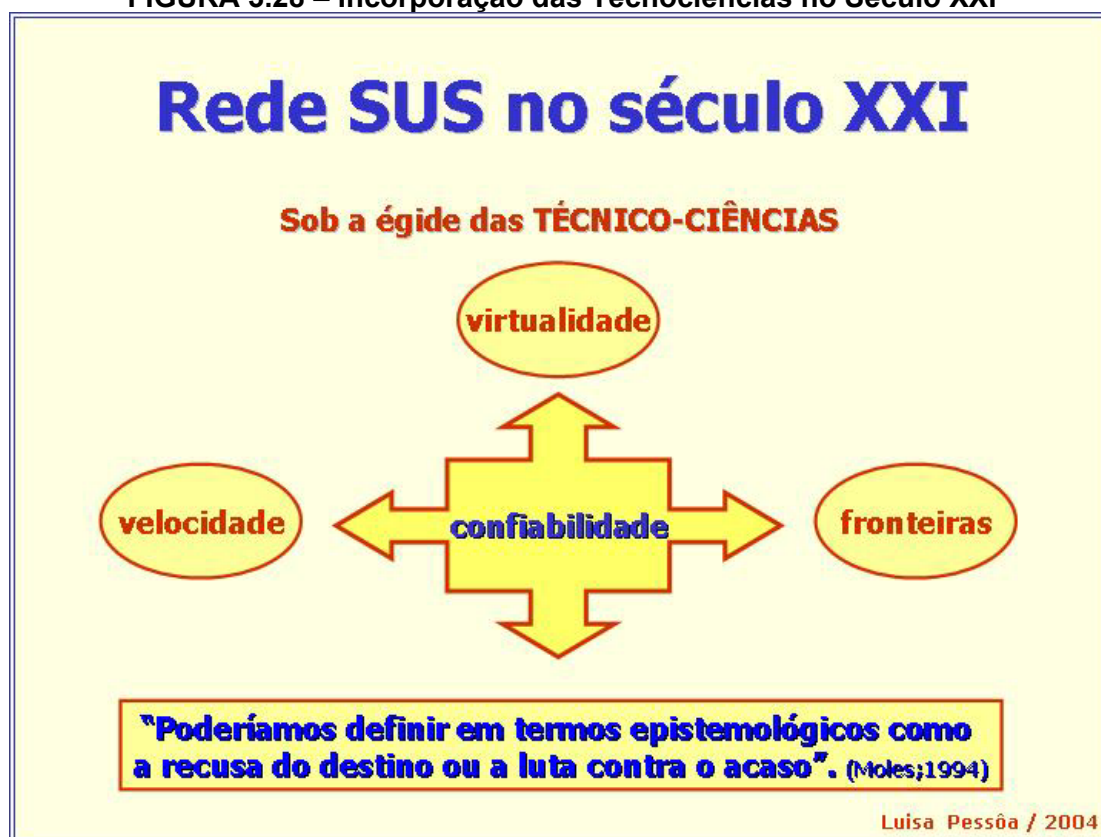 FIGURA 3.28 – Incorporação das Tecnociências no Século XXI
Rede SUS no século XXI
Sob a égide das TÉCNICO-CIÊNCIAS
virtualidade
velocidade
confiabilidade
fronteiras
"Poderíamos definir em termos epistemológicos como
a recusa do destino ou a luta contra o acaso". (Moles;1994)
Luisa Pessôa / 2004